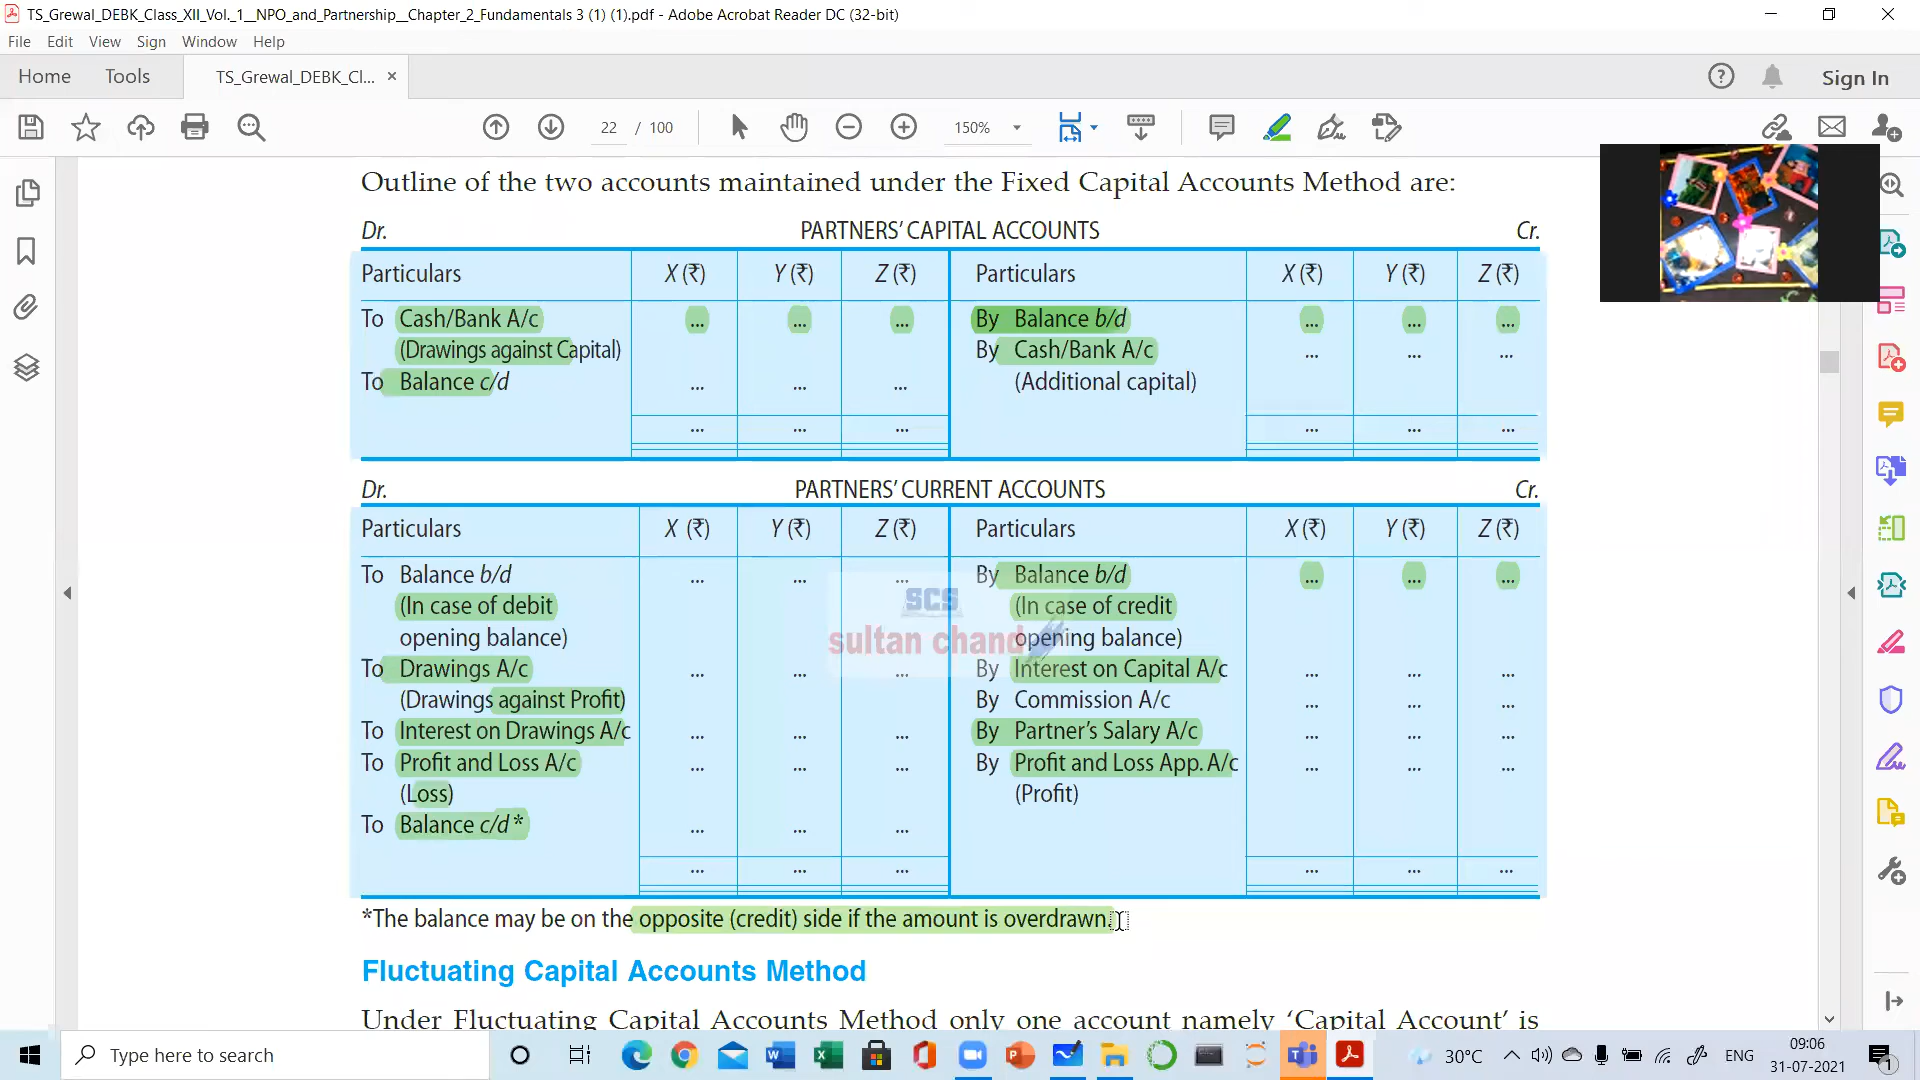 TS_Grewal_DEBK_Class_XII_Vol._1__NPO_and_Partnership__Chapter_2_Fundamentals 3 (1) (1).pdf - Adobe Acrobat Reader DC (32-bit)
File Edit View Sign Window Help
Home Tools TS_Grewal_DEBK_Cl... × Sign In
22 / 100 150%
Outline of the two accounts maintained under the Fixed Capital Accounts Method are:
Dr. PARTNERS' CAPITAL ACCOUNTS Cr.
Particulars X (₹) Y (₹) Z (₹) Particulars X (₹) Y (₹) Z (₹)
To Cash/Bank A/c ... ... ... By Balance b/d ... ... ...
(Drawings against Capital) By Cash/Bank A/c ... ... ...
To Balance c/d ... ... ... (Additional capital)
... ... ... ... ... ...
Dr. PARTNERS' CURRENT ACCOUNTS Cr.
Particulars X (₹) Y (₹) Z (₹) Particulars X (₹) Y (₹) Z (₹)
To Balance b/d ... ... ... By Balance b/d ... ... ...
(In case of debit (In case of credit
opening balance) opening balance)
SCS
sultan chand
To Drawings A/c ... ... ... By Interest on Capital A/c ... ... ...
(Drawings against Profit) By Commission A/c ... ... ...
To Interest on Drawings A/c ... ... ... By Partner's Salary A/c ... ... ...
To Profit and Loss A/c ... ... ... By Profit and Loss App. A/c ... ... ...
(Loss) (Profit)
To Balance c/d* ... ... ...
... ... ... ... ... ...
*The balance may be on the opposite (credit) side if the amount is overdrawn.
Fluctuating Capital Accounts Method
Under Fluctuating Capital Accounts Method only one account namely 'Capital Account' is
Type here to search 30°C ENG 09:06
31-07-2021
1